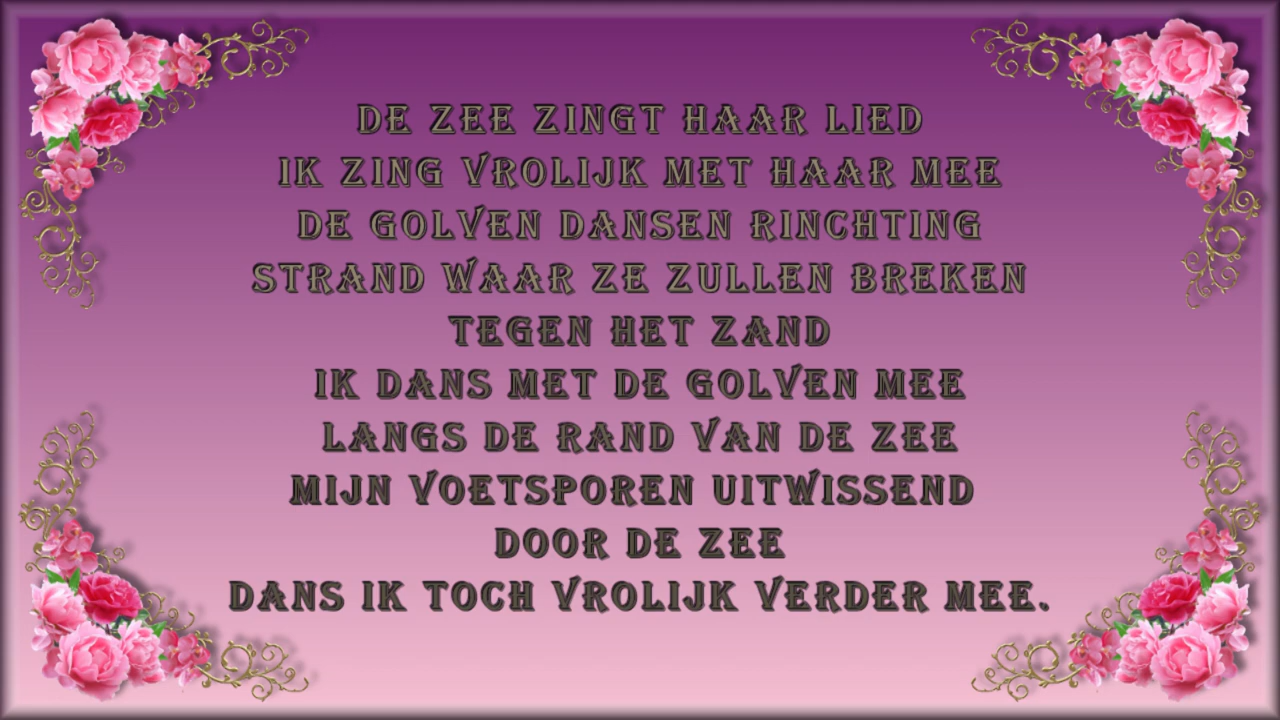 DE ZEE ZINGT HAAR LIED
IK ZING VROLIJK MET HAAR MEE
DE GOLVEN DANSEN RINCHTING
STRAND WAAR ZE ZULLEN BREKEN
TEGEN HET ZAND
IK DANS MET DE GOLVEN MEE
LANGS DE RAND VAN DE ZEE
MIJN VOETSPOREN UITWISSEND
DOOR DE ZEE
DANS IK TOCH VROLIJK VERDER MEE.